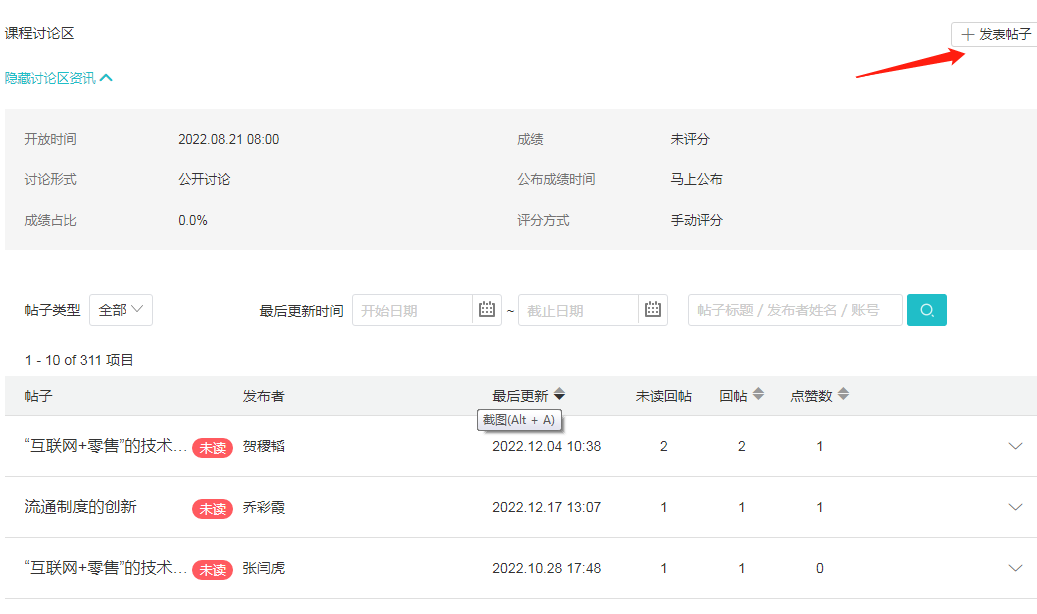 课程讨论区
+ 发表帖子
隐藏讨论区资讯
开放时间 2022.08.21 08:00 成绩 未评分
讨论形式 公开讨论 公布成绩时间 马上公布
成绩占比 0.0% 评分方式 手动评分
帖子类型 全部 最后更新时间 开始日期 ~ 截止日期 帖子标题 / 发布者姓名 / 账号
1 - 10 of 311 项目
帖子 发布者 最后更新 未读回帖 回帖 点赞数
截图(Alt + A)
“互联网+零售”的技术... 未读 贺稷韬 2022.12.04 10:38 2 2 1
流通制度的创新 未读 乔彩霞 2022.12.17 13:07 1 1 1
“互联网+零售”的技术... 未读 张闫虎 2022.10.28 17:48 1 1 0